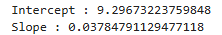 Intercept : 9.29673223759848
Slope : 0.03784791129477118